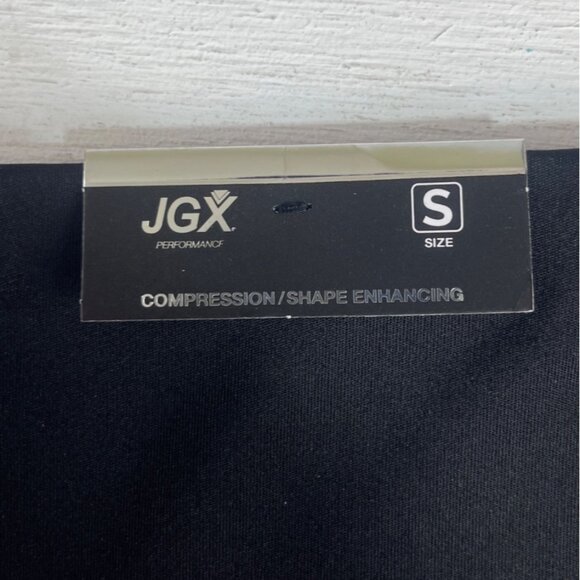 JGX
PERFORMANCE
S
SIZE
COMPRESSION/SHAPE ENHANCING